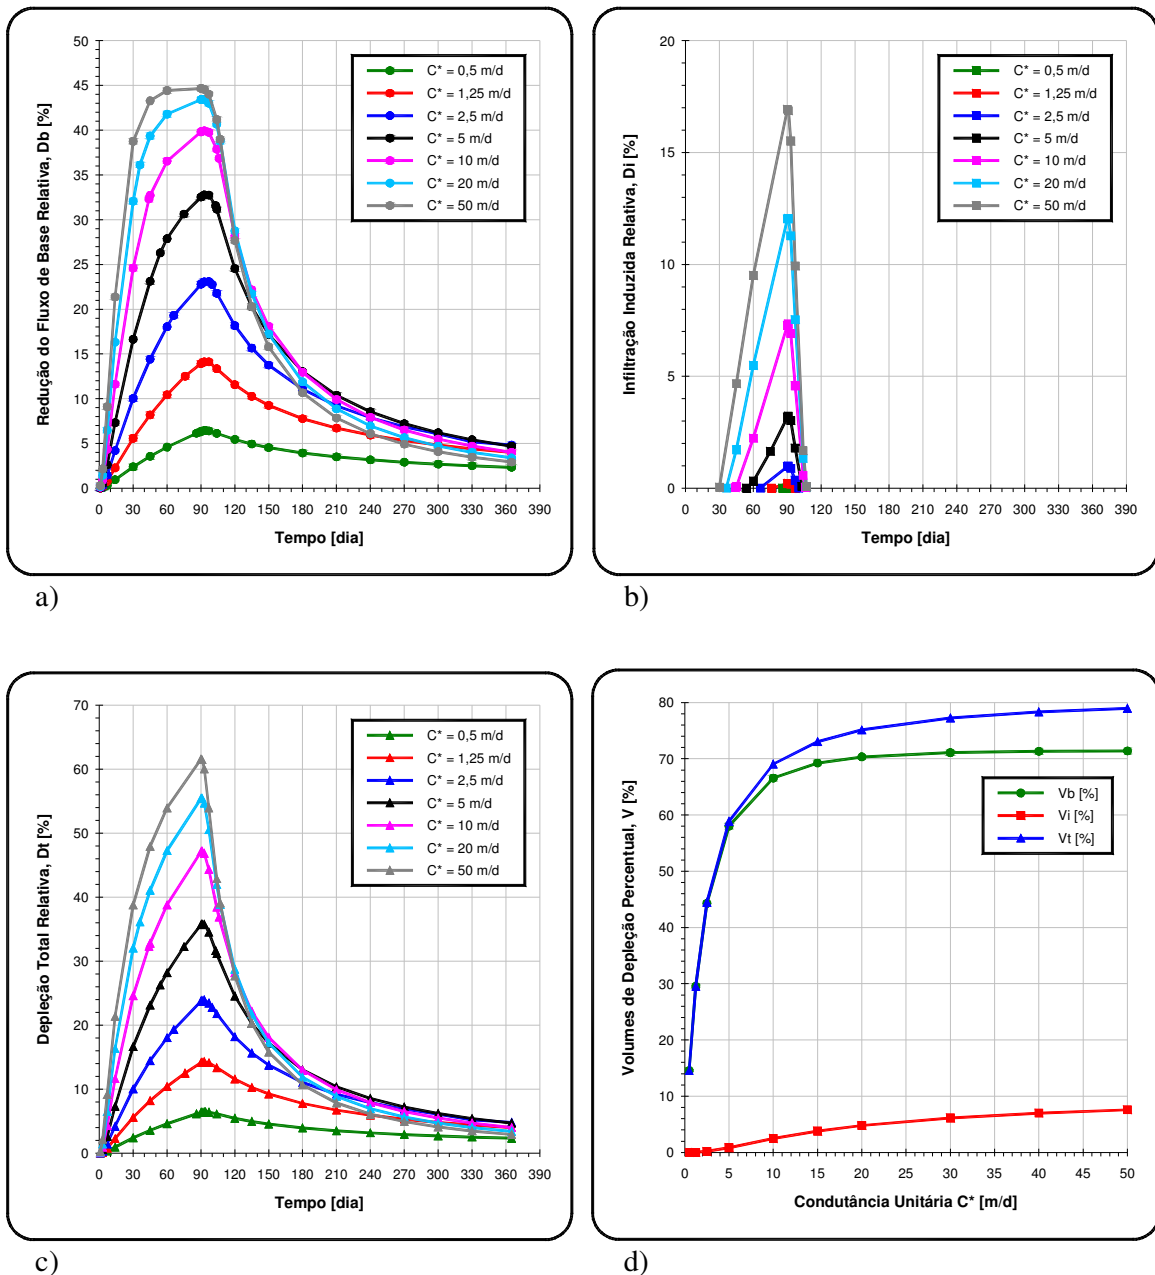 Redução do Fluxo de Base Relativa, Db [%]
50
45
40
35
30
25
20
15
10
5
0
0 30 60 90 120 150 180 210 240 270 300 330 360 390
Tempo [dia]
C* = 0,5 m/d
C* = 1,25 m/d
C* = 2,5 m/d
C* = 5 m/d
C* = 10 m/d
C* = 20 m/d
C* = 50 m/d
a)
Infiltração Induzida Relativa, Di [%]
20
15
10
5
0
0 30 60 90 120 150 180 210 240 270 300 330 360 390
Tempo [dia]
C* = 0,5 m/d
C* = 1,25 m/d
C* = 2,5 m/d
C* = 5 m/d
C* = 10 m/d
C* = 20 m/d
C* = 50 m/d
b)
Depleção Total Relativa, Dt [%]
70
60
50
40
30
20
10
0
0 30 60 90 120 150 180 210 240 270 300 330 360 390
Tempo [dia]
C* = 0,5 m/d
C* = 1,25 m/d
C* = 2,5 m/d
C* = 5 m/d
C* = 10 m/d
C* = 20 m/d
C* = 50 m/d
c)
Volumes de Depleção Percentual, V [%]
80
70
60
50
40
30
20
10
0
0 5 10 15 20 25 30 35 40 45 50
Condutância Unitária C* [m/d]
Vb [%]
Vi [%]
Vt [%]
d)